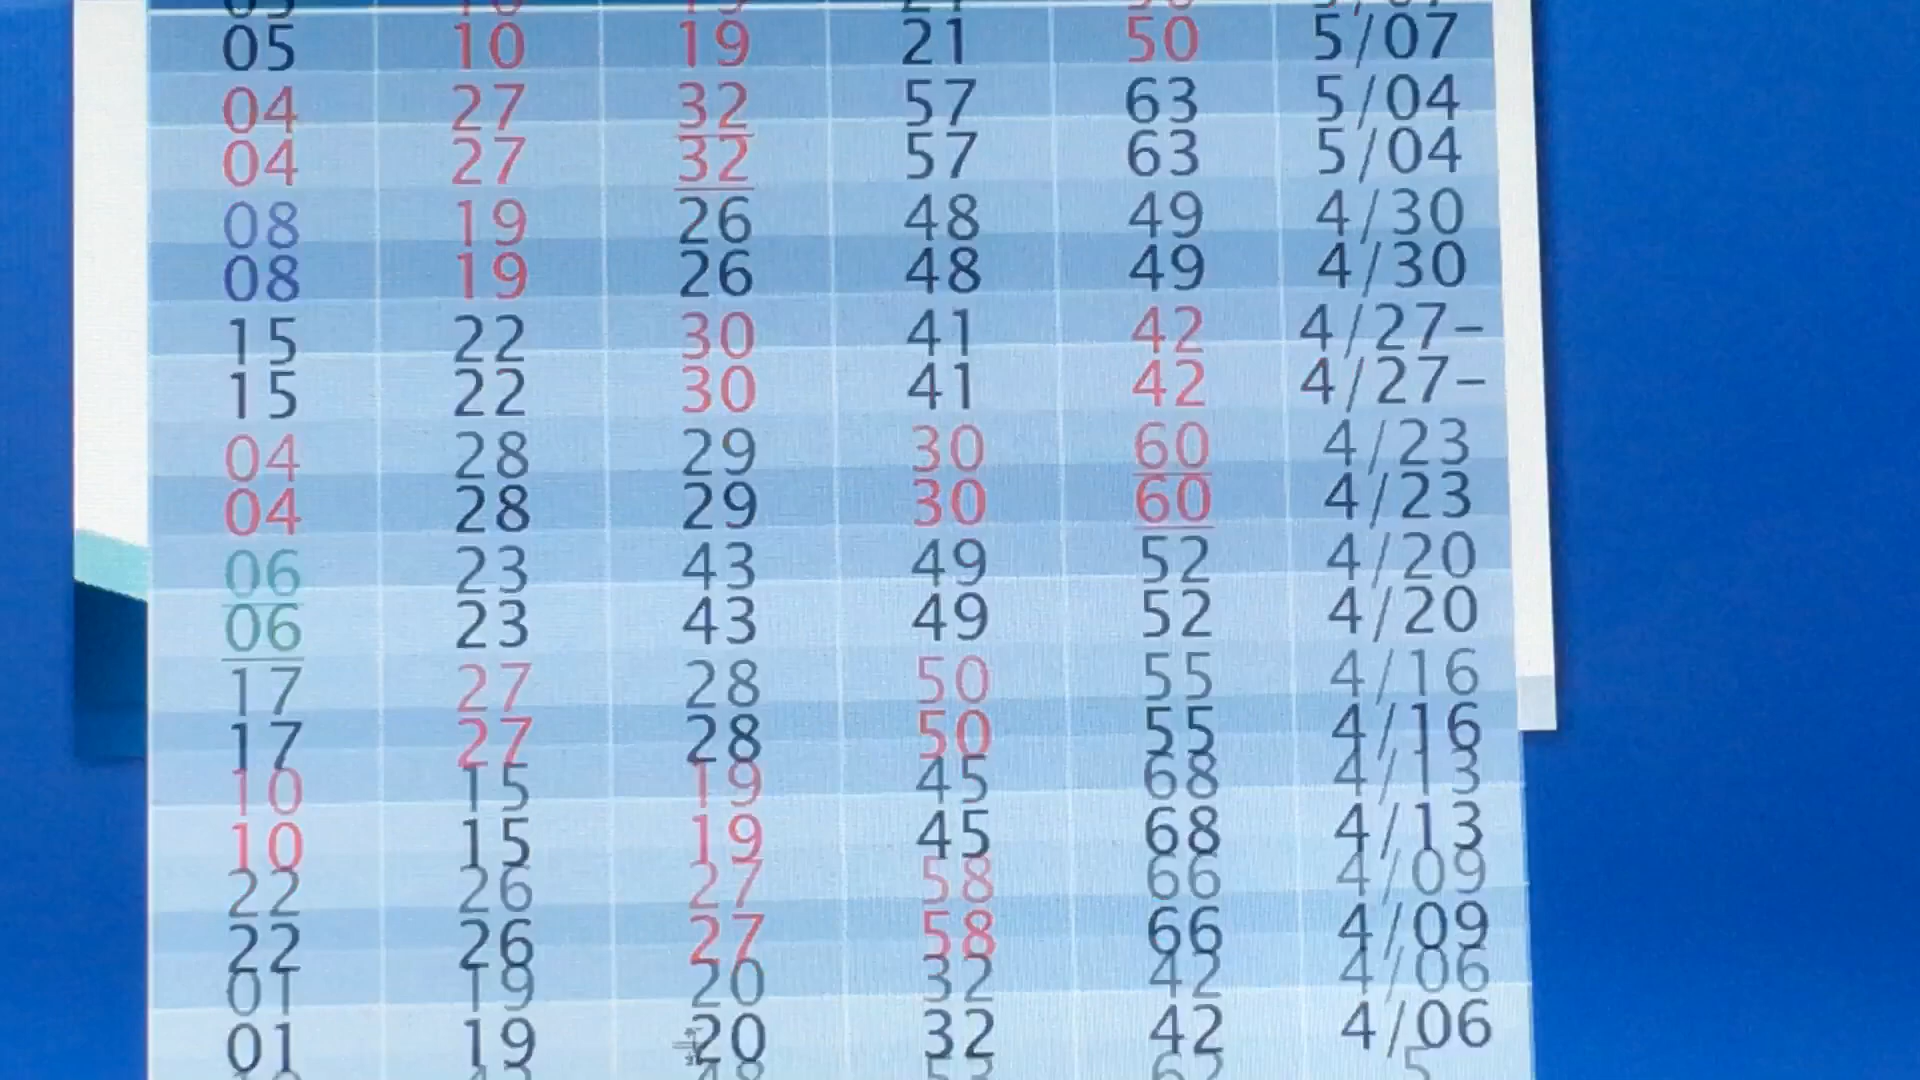 05 10 19 21 50 5/07
04 27 32 57 63 5/04
04 27 32 57 63 5/04
08 19 26 48 49 4/30
08 19 26 48 49 4/30
15 22 30 41 42 4/27-
15 22 30 41 42 4/27-
04 28 29 30 60 4/23
04 28 29 30 60 4/23
06 23 43 49 52 4/20
06 23 43 49 52 4/20
17 27 28 50 55 4/16
17 27 28 50 55 4/16
10 15 19 45 68 4/13
10 15 19 45 68 4/13
22 26 27 58 66 4/09
22 26 27 58 66 4/09
01 19 20 32 42 4/06
01 19 20 32 42 4/06